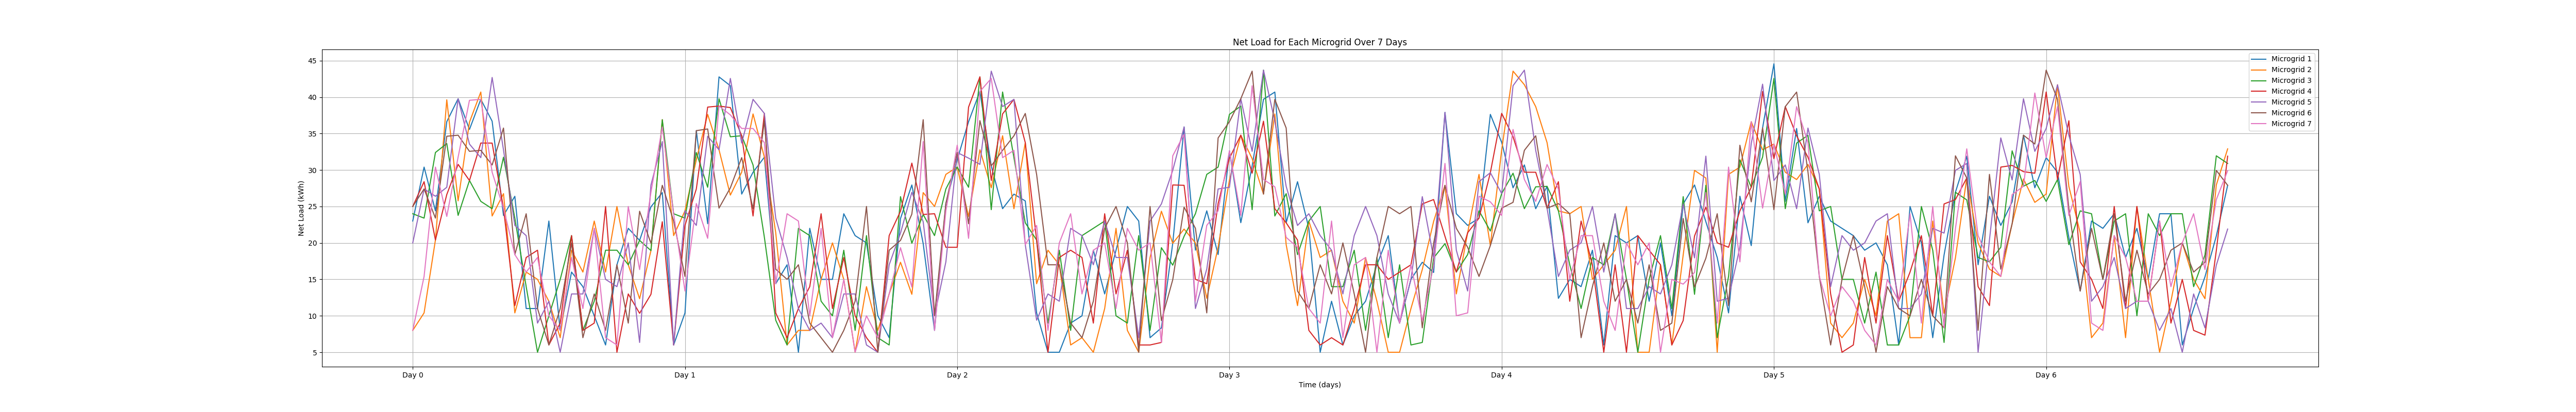 Net Load for Each Microgrid Over 7 Days
45
40
35
30
25
20
15
10
5
Net Load (kWh)
Day 0
Day 1
Day 2
Day 3
Day 4
Day 5
Day 6
Time (days)
Microgrid 1
Microgrid 2
Microgrid 3
Microgrid 4
Microgrid 5
Microgrid 6
Microgrid 7